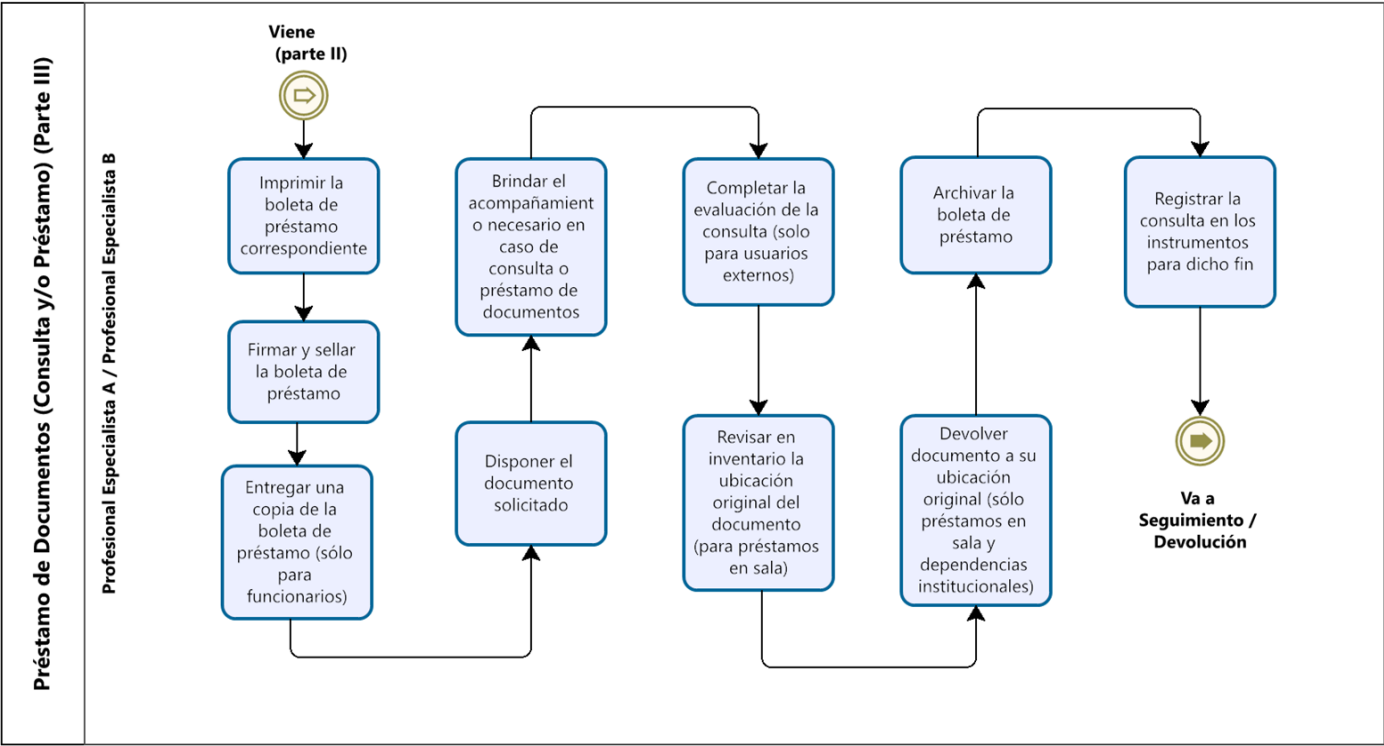 Préstamo de Documentos (Consulta y/o Préstamo) (Parte III)
Profesional Especialista A / Profesional Especialista B
Viene
(parte II)
Imprimir la
boleta de
préstamo
correspondiente
Firmar y sellar
la boleta de
préstamo
Entregar una
copia de la
boleta de
préstamo (sólo
para
funcionarios)
Disponer el
documento
solicitado
Brindar el
acompañamient
o necesario en
caso de
consulta o
préstamo de
documentos
Completar la
evaluación de la
consulta (solo
para usuarios
externos)
Revisar en
inventario la
ubicación
original del
documento
(para préstamos
en sala)
Devolver
documento a su
ubicación
original (sólo
préstamos en
sala y
dependencias
institucionales)
Archivar la
boleta de
préstamo
Registrar la
consulta en los
instrumentos
para dicho fin
Va a
Seguimiento /
Devolución